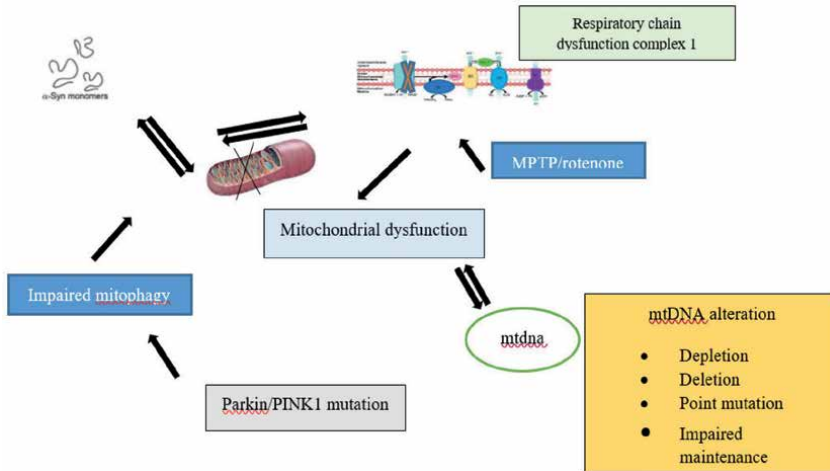 Respiratory chain
dysfunction complex 1
α-Syn monomers
MPTP/rotenone
Mitochondrial dysfunction
Impaired mitophagy
mtdna
mtDNA alteration
• Depletion
• Deletion
• Point mutation
• Impaired
maintenance
Parkin/PINK1 mutation